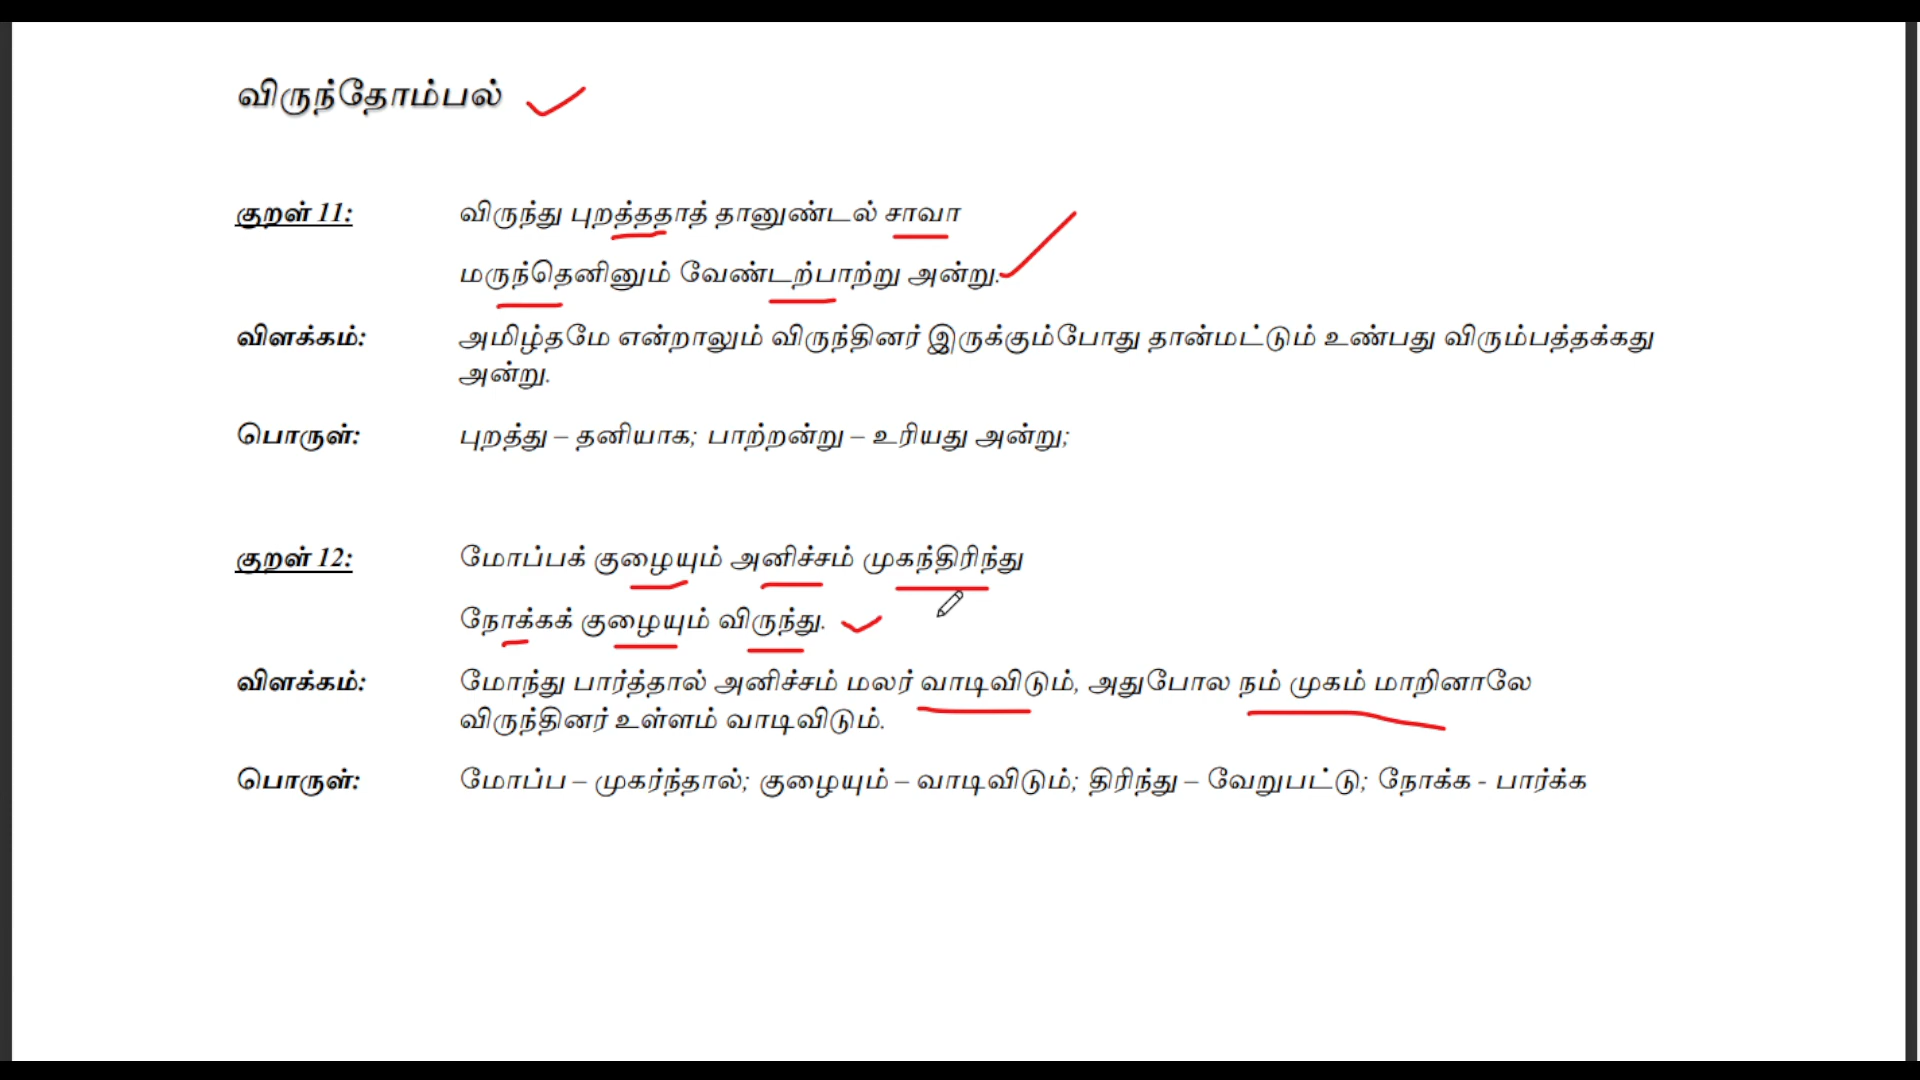 விருந்தோம்பல்
குறள் 11: விருந்து புறத்ததாத் தானுண்டல் சாவா
மருந்தெனினும் வேண்டற்பாற்று அன்று.
விளக்கம்: அமிழ்தமே என்றாலும் விருந்தினர் இருக்கும்போது தான்மட்டும் உண்பது விரும்பத்தக்கது
அன்று.
பொருள்: புறத்து – தனியாக; பாற்றன்று – உரியது அன்று;
குறள் 12: மோப்பக் குழையும் அனிச்சம் முகந்திரிந்து
நோக்கக் குழையும் விருந்து.
விளக்கம்: மோந்து பார்த்தால் அனிச்சம் மலர் வாடிவிடும், அதுபோல நம் முகம் மாறினாலே
விருந்தினர் உள்ளம் வாடிவிடும்.
பொருள்: மோப்ப – முகர்ந்தால்; குழையும் – வாடிவிடும்; திரிந்து – வேறுபட்டு; நோக்க - பார்க்க